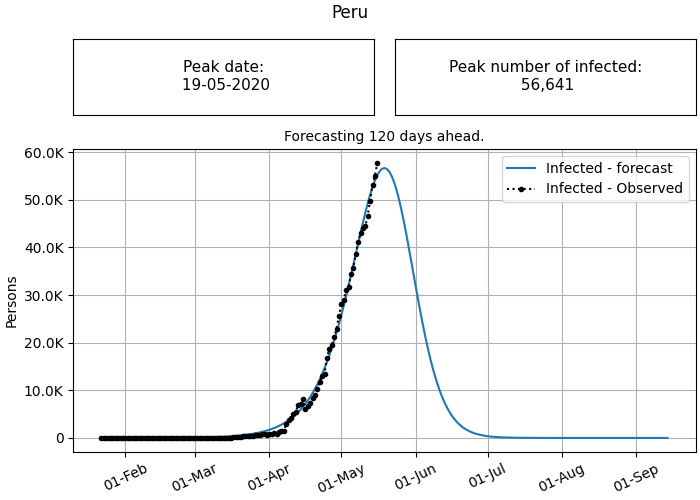 Peru
Peak date:
19-05-2020
Peak number of infected:
56,641
Forecasting 120 days ahead.
60.0K
50.0K
40.0K
30.0K
20.0K
10.0K
0
Persons
Infected - forecast
Infected - Observed
01-Feb
01-Mar
01-Apr
01-May
01-Jun
01-Jul
01-Aug
01-Sep